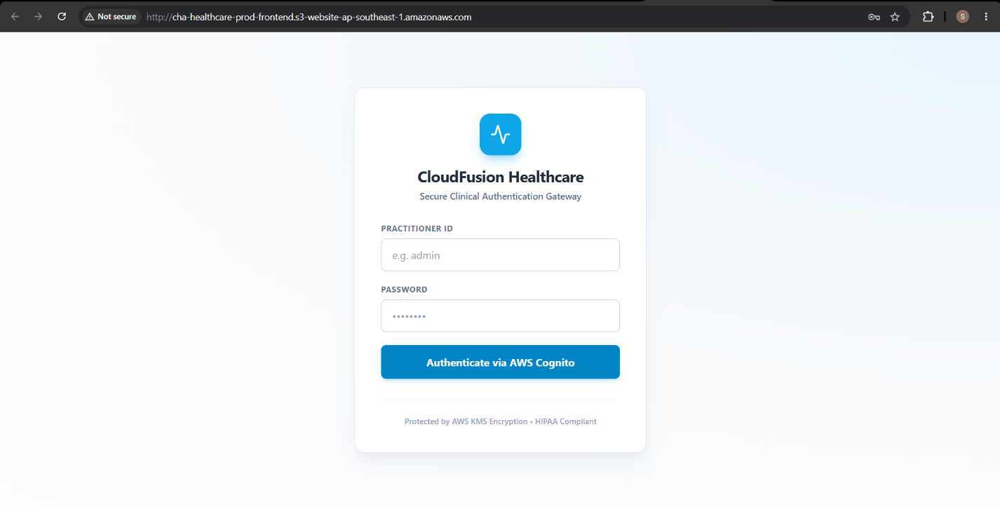 Not secure http://cha-healthcare-prod-frontend.s3-website-ap-southeast-1.amazonaws.com S
CloudFusion Healthcare
Secure Clinical Authentication Gateway
PRACTITIONER ID
e.g. admin
PASSWORD
••••••••
Authenticate via AWS Cognito
Protected by AWS KMS Encryption • HIPAA Compliant